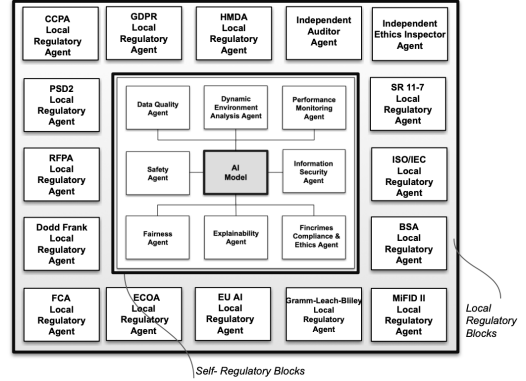 CCPA
Local
Regulatory
Agent
GDPR
Local
Regulatory
Agent
HMDA
Local
Regulatory
Agent
Independent
Auditor
Agent
Independent
Ethics Inspector
Agent
PSD2
Local
Regulatory
Agent
Data Quality
Agent
Dynamic
Environment
Analysis Agent
Performance
Monitoring
Agent
SR 11-7
Local
Regulatory
Agent
RFPA
Local
Regulatory
Agent
Safety
Agent
AI
Model
Information
Security
Agent
ISO/IEC
Local
Regulatory
Agent
Dodd Frank
Local
Regulatory
Agent
Fairness
Agent
Explainability
Agent
Fincrimes
Compliance &
Ethics Agent
BSA
Local
Regulatory
Agent
FCA
Local
Regulatory
Agent
ECOA
Local
Regulatory
Agent
EU AI
Local
Regulatory
Agent
Gramm-Leach-Bliley
Local
Regulatory
Agent
MiFID II
Local
Regulatory
Agent
Local
Regulatory
Blocks
Self- Regulatory Blocks